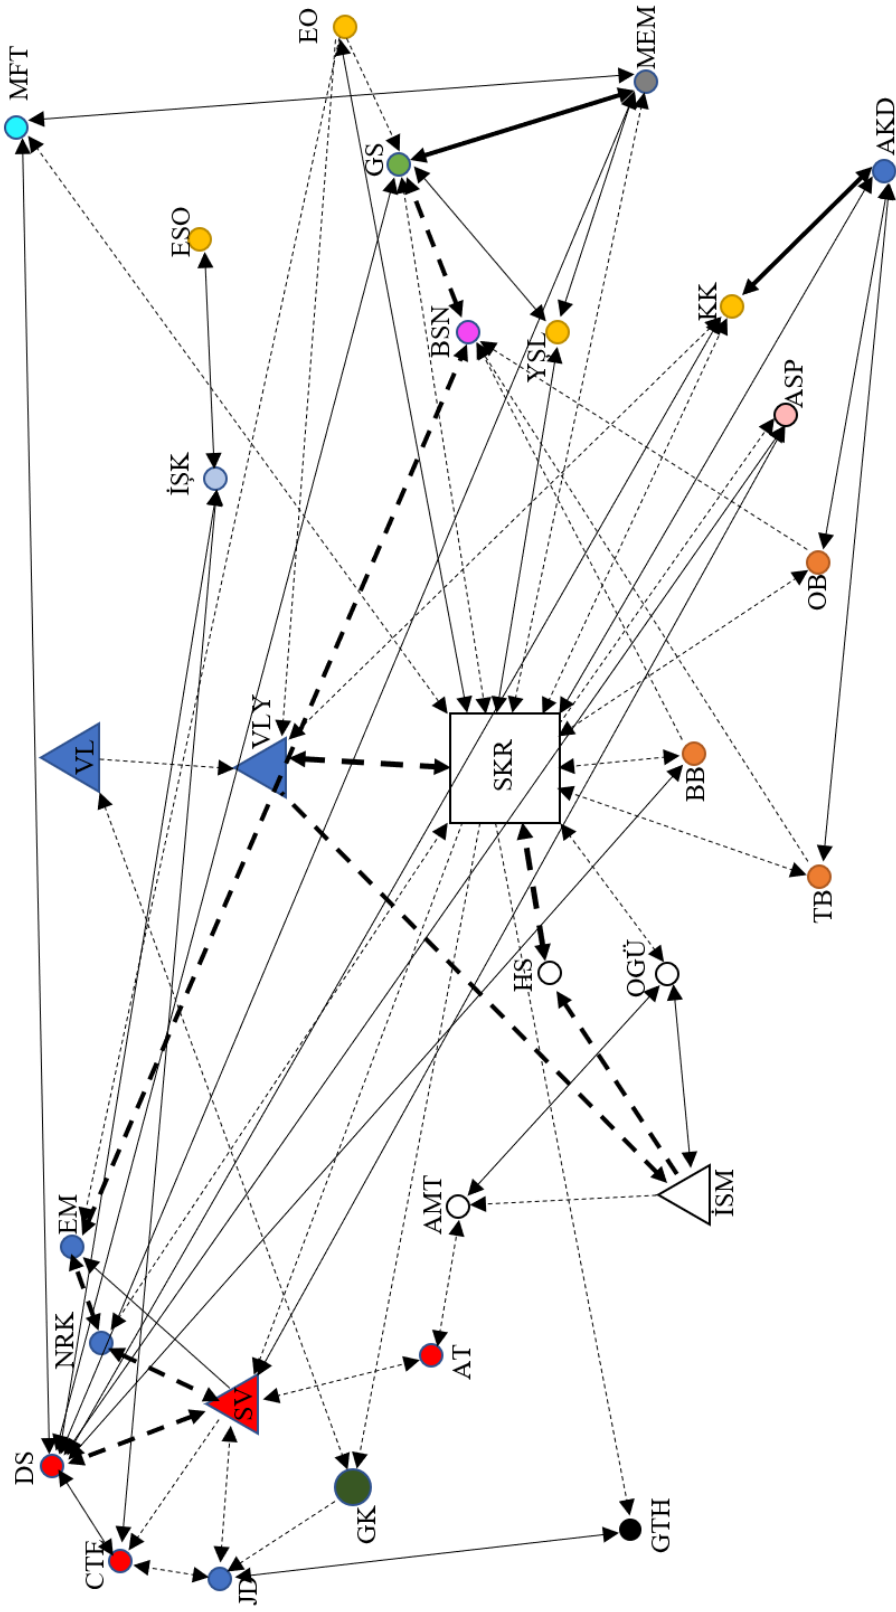 DS
MFT
NRK
EM
CTE
VL
İŞK
ESO
JD
SV
VLY
EO
GK
GS
AMT
BSN
AT
SKR
HS
YSL
OGÜ
MEM
GTH
BB
KK
İSM
ASP
OB
TB
AKD